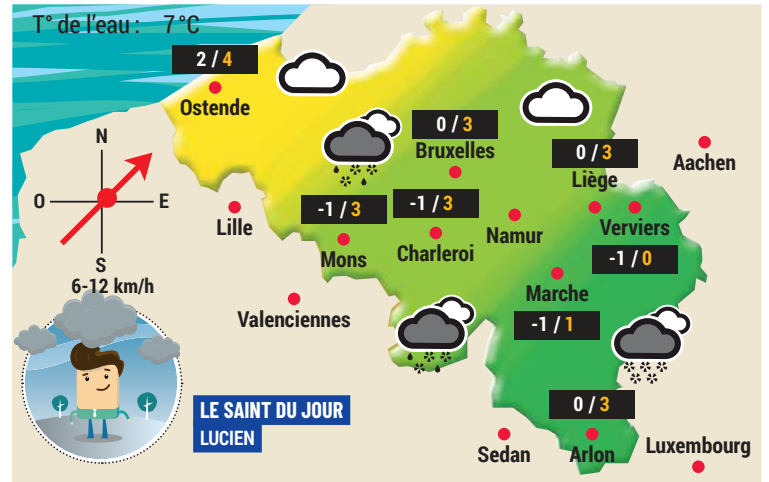 T° de l'eau : 7 °C
2 / 4
Ostende
0 / 3
Bruxelles
0 / 3
Liège
Aachen
N
O
E
S
6-12 km/h
Lille
-1 / 3
Mons
-1 / 3
Charleroi
Namur
Verviers
-1 / 0
Marche
-1 / 1
Valenciennes
LE SAINT DU JOUR
LUCIEN
0 / 3
Sedan
Arlon
Luxembourg